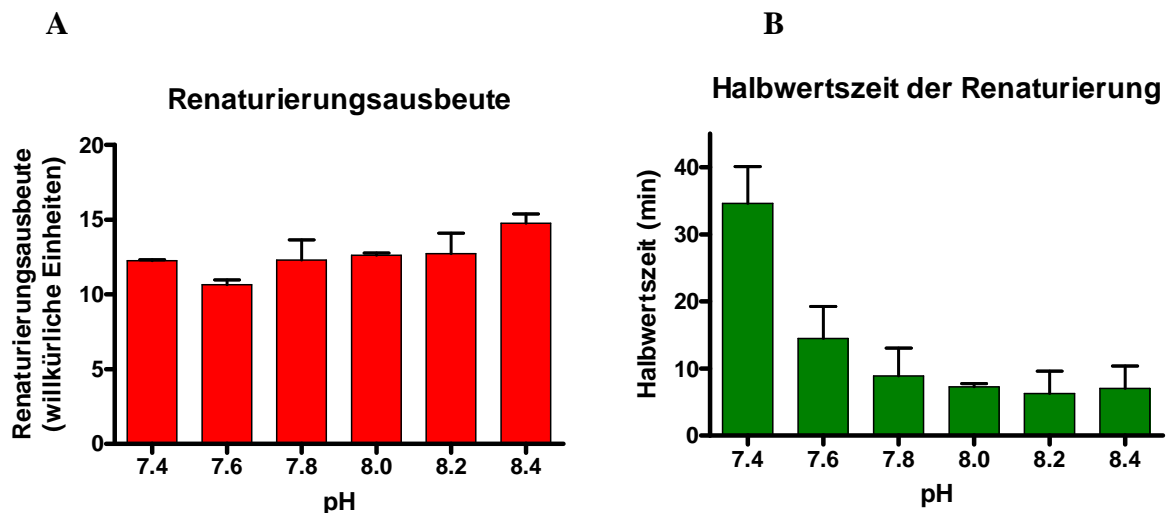 A
Renaturierungsausbeute
Renaturierungsausbeute
(willkürliche Einheiten)
20
15
10
5
0
7.4 7.6 7.8 8.0 8.2 8.4
pH
B
Halbwertszeit der Renaturierung
Halbwertszeit (min)
40
30
20
10
0
7.4 7.6 7.8 8.0 8.2 8.4
pH